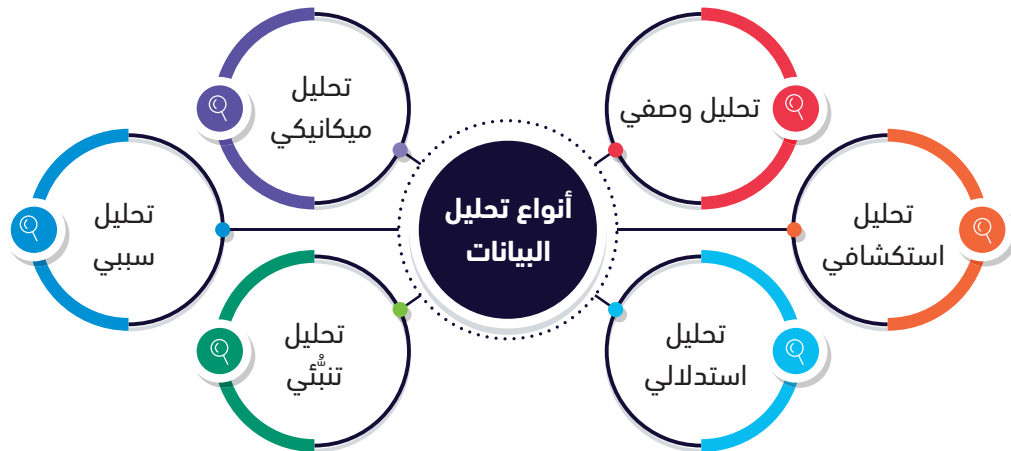 أنواع تحليل
البيانات
تحليل وصفي
تحليل
استكشافي
تحليل
استدلالي
تحليل
تنبُّئي
تحليل
سببي
تحليل
ميكانيكي